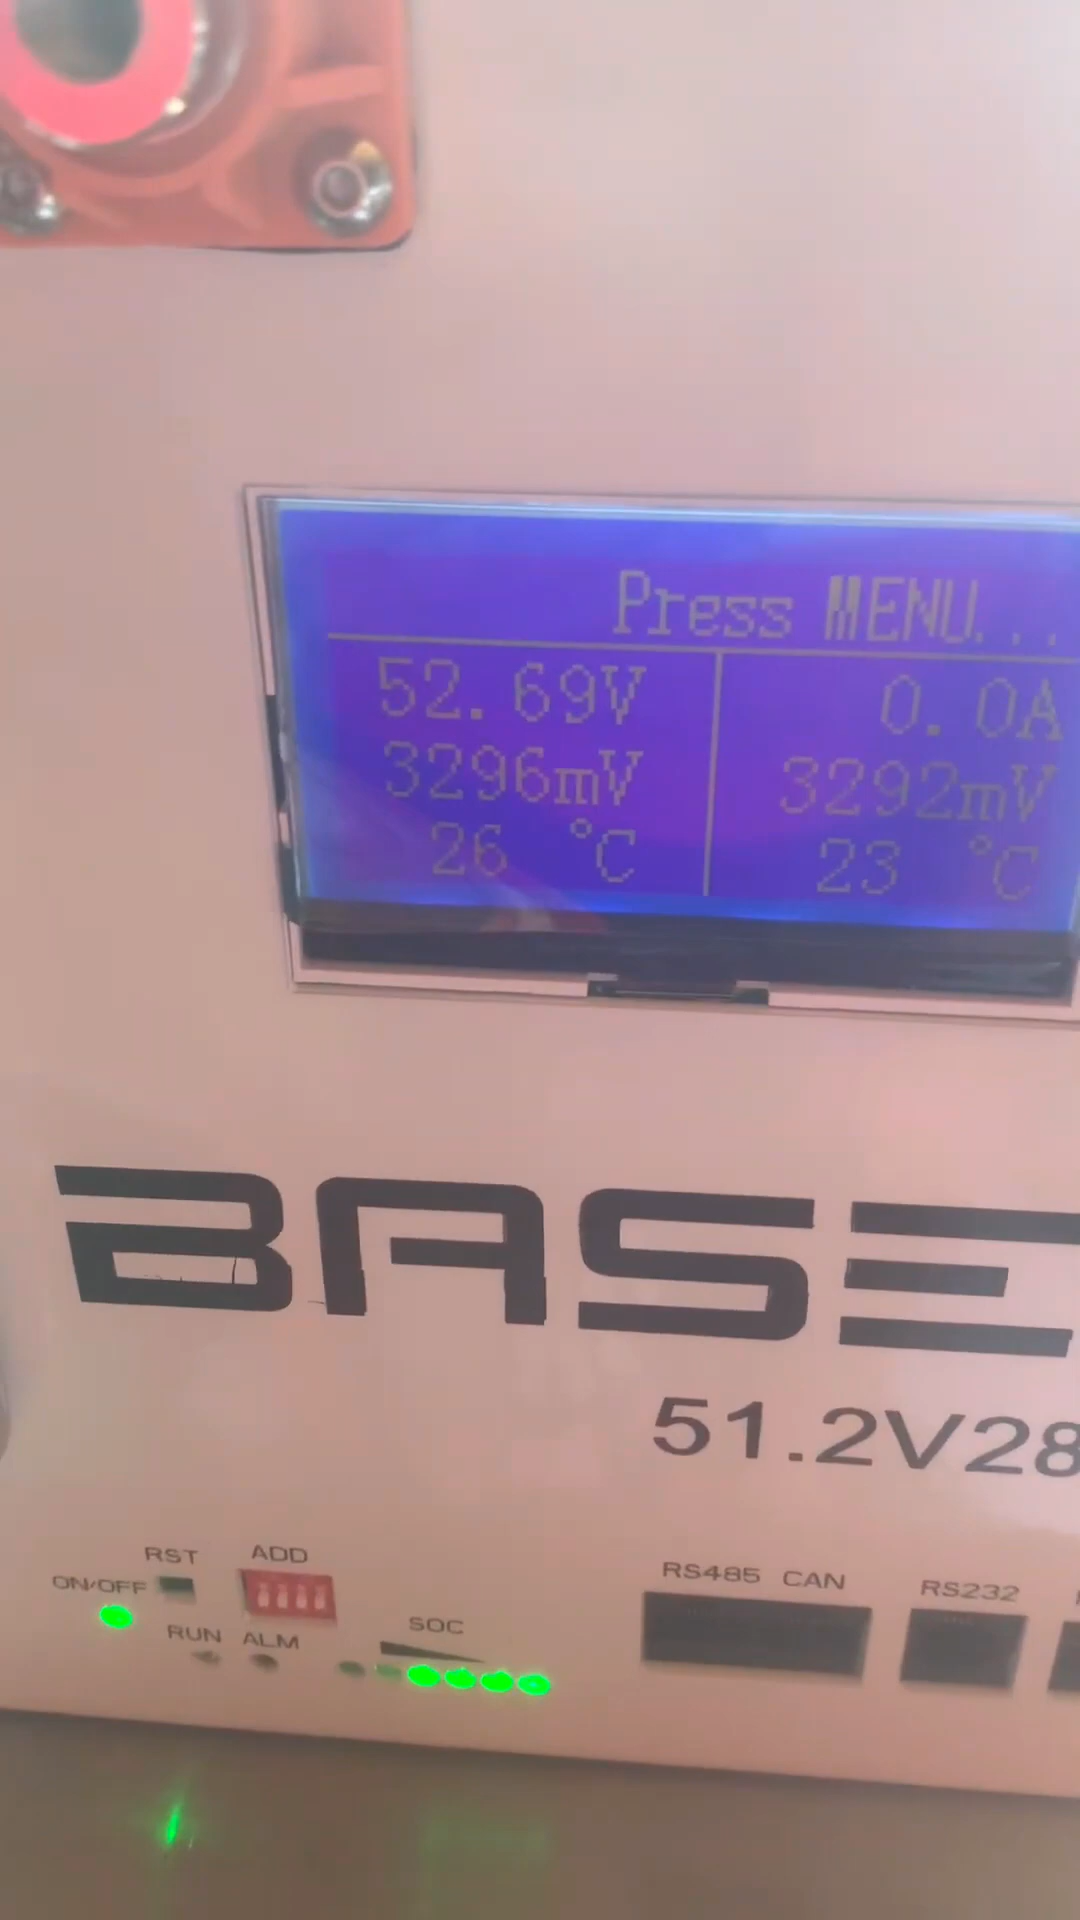 Press MENU...
52.69V 0.0A
3296mV 3292mV
26 °C 23 °C
BASE
51.2V28
RST ADD
ON/OFF
RUN ALM
SOC
RS485 CAN RS232